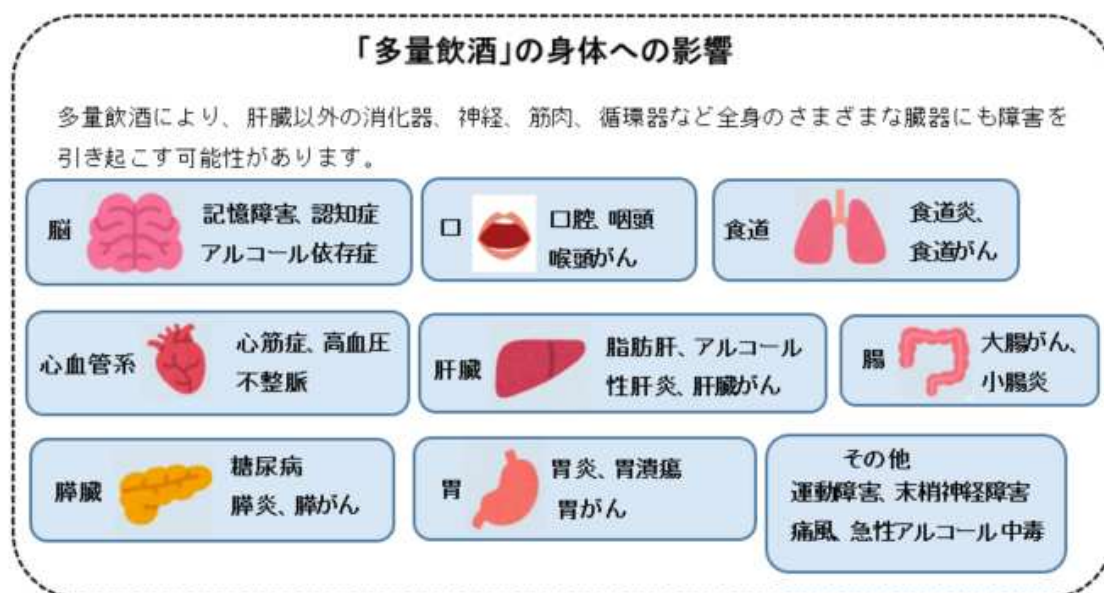 「多量飲酒」の身体への影響
多量飲酒により、肝臓以外の消化器、神経、筋肉、循環器など全身のさまざまな臓器にも障害を
引き起こす可能性があります。
脳
記憶障害、認知症
アルコール依存症
口
口腔、咽頭
喉頭がん
食道
食道炎、
食道がん
心血管系
心筋症、高血圧
不整脈
肝臓
脂肪肝、アルコール
性肝炎、肝臓がん
腸
大腸がん、
小腸炎
膵臓
糖尿病
膵炎、膵がん
胃
胃炎、胃潰瘍
胃がん
その他
運動障害、末梢神経障害
痛風、急性アルコール中毒